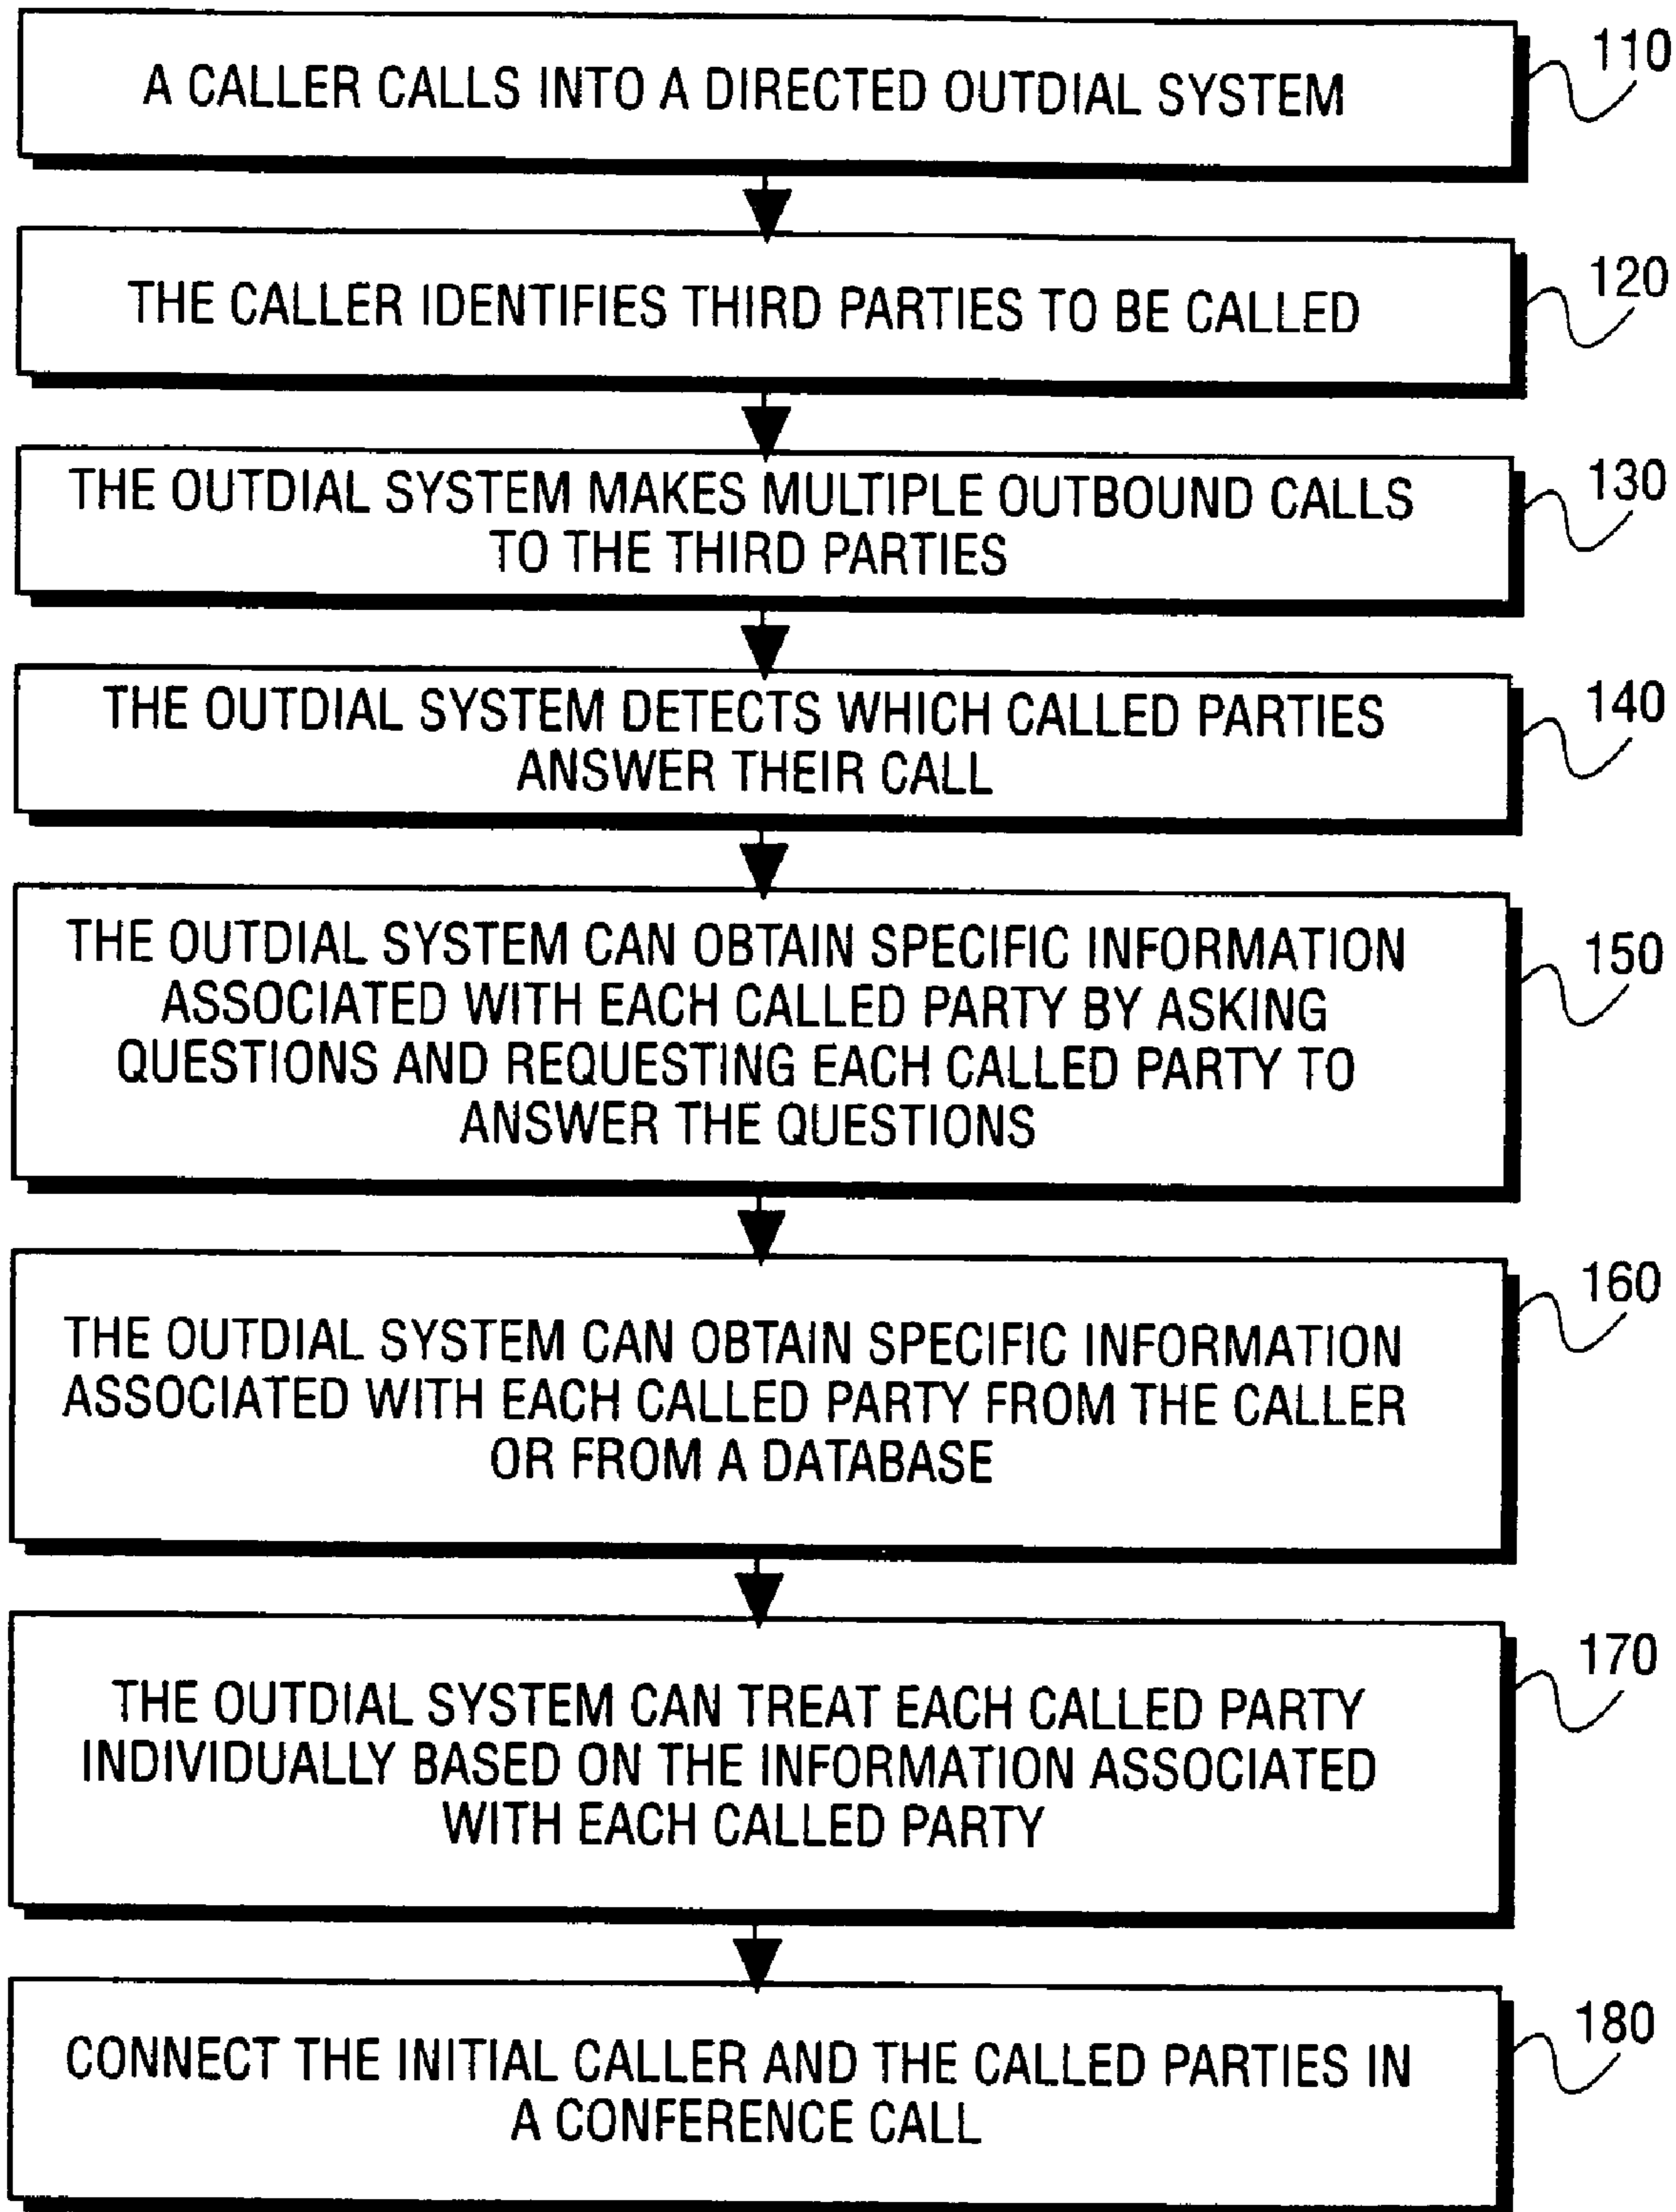 A CALLER CALLS INTO A DIRECTED OUTDIAL SYSTEM
110
THE CALLER IDENTIFIES THIRD PARTIES TO BE CALLED
120
THE OUTDIAL SYSTEM MAKES MULTIPLE OUTBOUND CALLS
TO THE THIRD PARTIES
130
THE OUTDIAL SYSTEM DETECTS WHICH CALLED PARTIES
ANSWER THEIR CALL
140
THE OUTDIAL SYSTEM CAN OBTAIN SPECIFIC INFORMATION
ASSOCIATED WITH EACH CALLED PARTY BY ASKING
QUESTIONS AND REQUESTING EACH CALLED PARTY TO
ANSWER THE QUESTIONS
150
THE OUTDIAL SYSTEM CAN OBTAIN SPECIFIC INFORMATION
ASSOCIATED WITH EACH CALLED PARTY FROM THE CALLER
OR FROM A DATABASE
160
THE OUTDIAL SYSTEM CAN TREAT EACH CALLED PARTY
INDIVIDUALLY BASED ON THE INFORMATION ASSOCIATED
WITH EACH CALLED PARTY
170
CONNECT THE INITIAL CALLER AND THE CALLED PARTIES IN
A CONFERENCE CALL
180